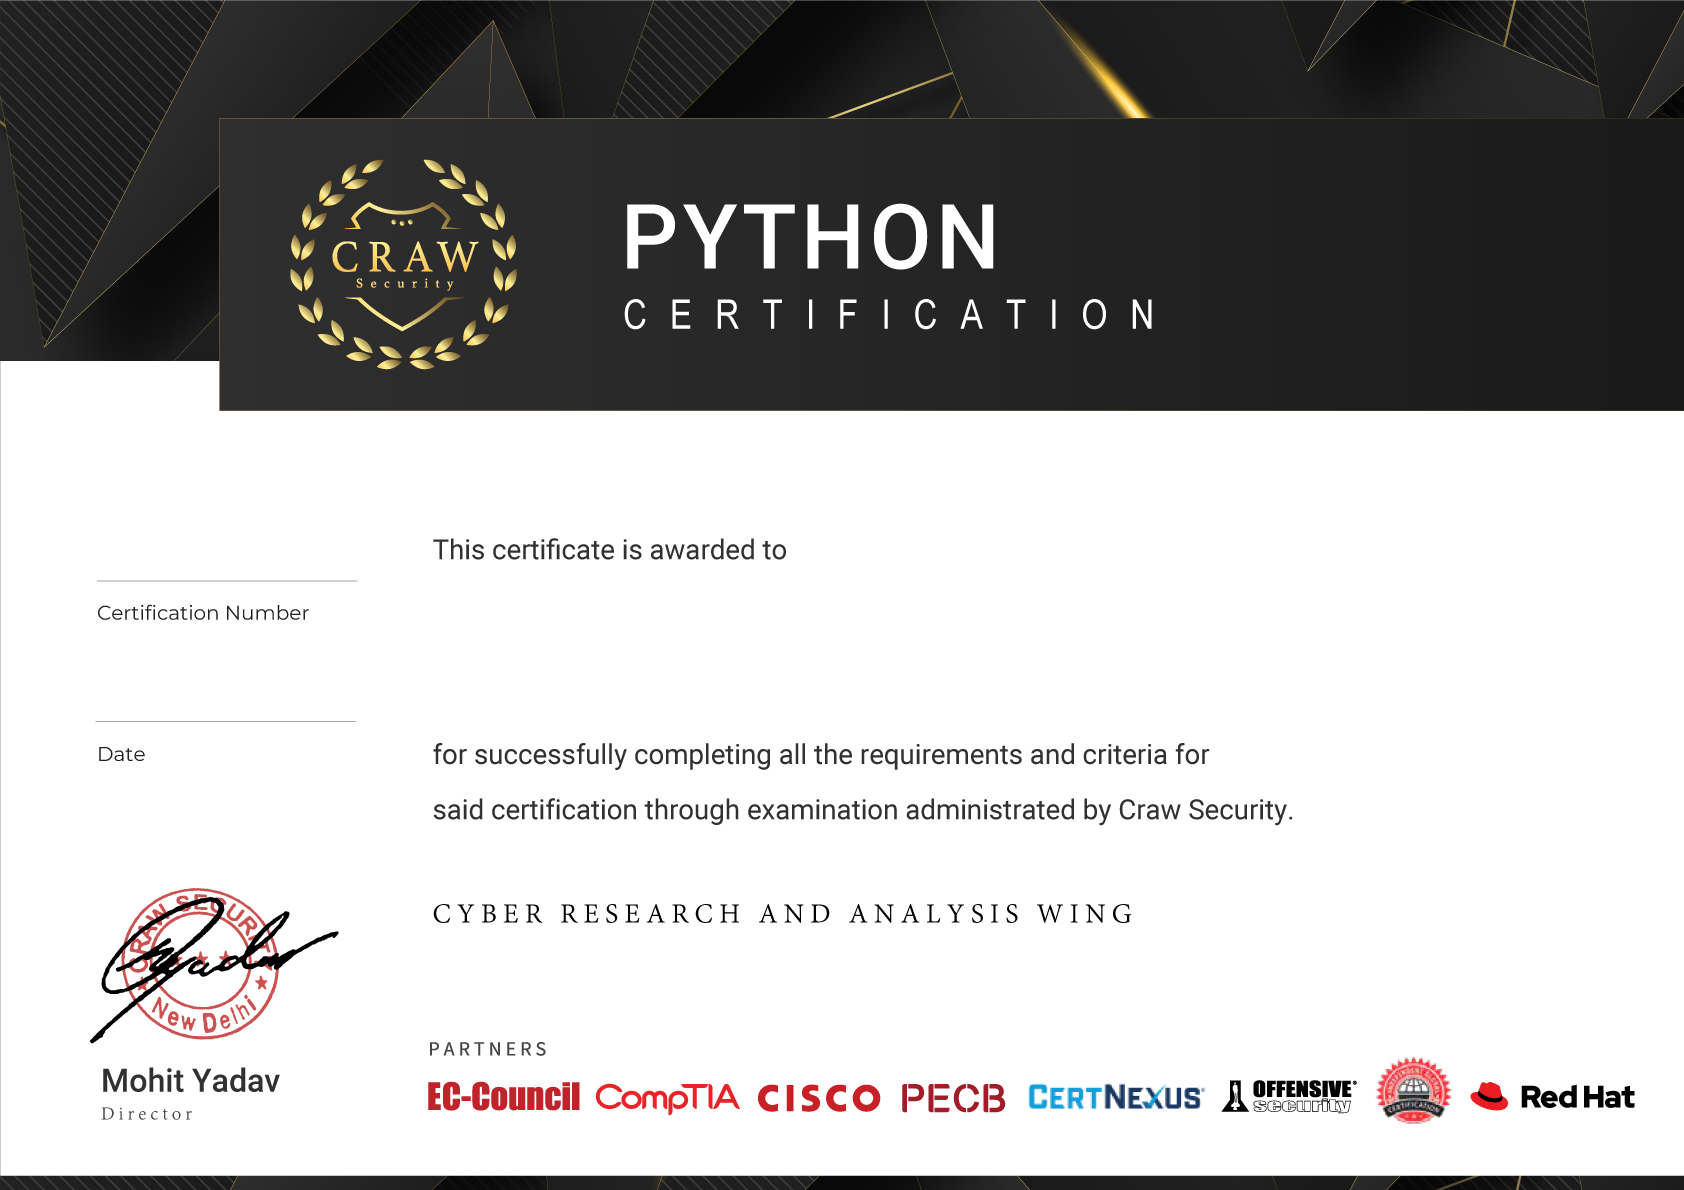 CRAW
Security
PYTHON
CERTIFICATION
This certificate is awarded to
Certification Number
Date
for successfully completing all the requirements and criteria for
said certification through examination administrated by Craw Security.
CYBER RESEARCH AND ANALYSIS WING
CRAW SECURITY
New Delhi
Mohit Yadav
Director
PARTNERS
EC-Council CompTIA CISCO PECB CERTNEXUS OFFENSIVE security CERTIFICATION Red Hat